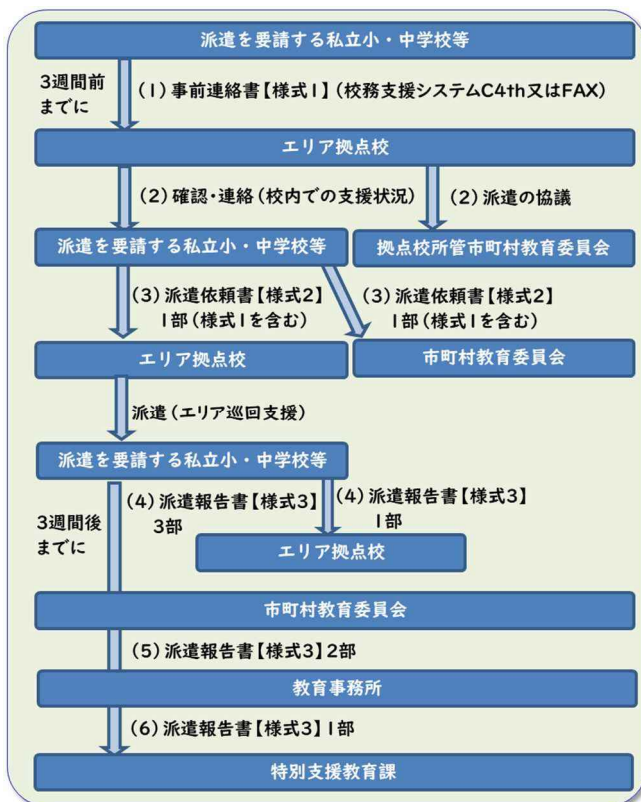 派遣を要請する私立小・中学校等
3週間前
までに
(1)事前連絡書【様式1】(校務支援システムC4th又はFAX)
エリア拠点校
(2)確認・連絡(校内での支援状況)
(2)派遣の協議
派遣を要請する私立小・中学校等
拠点校所管市町村教育委員会
(3)派遣依頼書【様式2】
1部(様式1を含む)
(3)派遣依頼書【様式2】
1部(様式1を含む)
エリア拠点校
市町村教育委員会
派遣(エリア巡回支援)
派遣を要請する私立小・中学校等
3週間後
までに
(4)派遣報告書【様式3】
3部
(4)派遣報告書【様式3】
1部
エリア拠点校
市町村教育委員会
(5)派遣報告書【様式3】2部
教育事務所
(6)派遣報告書【様式3】1部
特別支援教育課